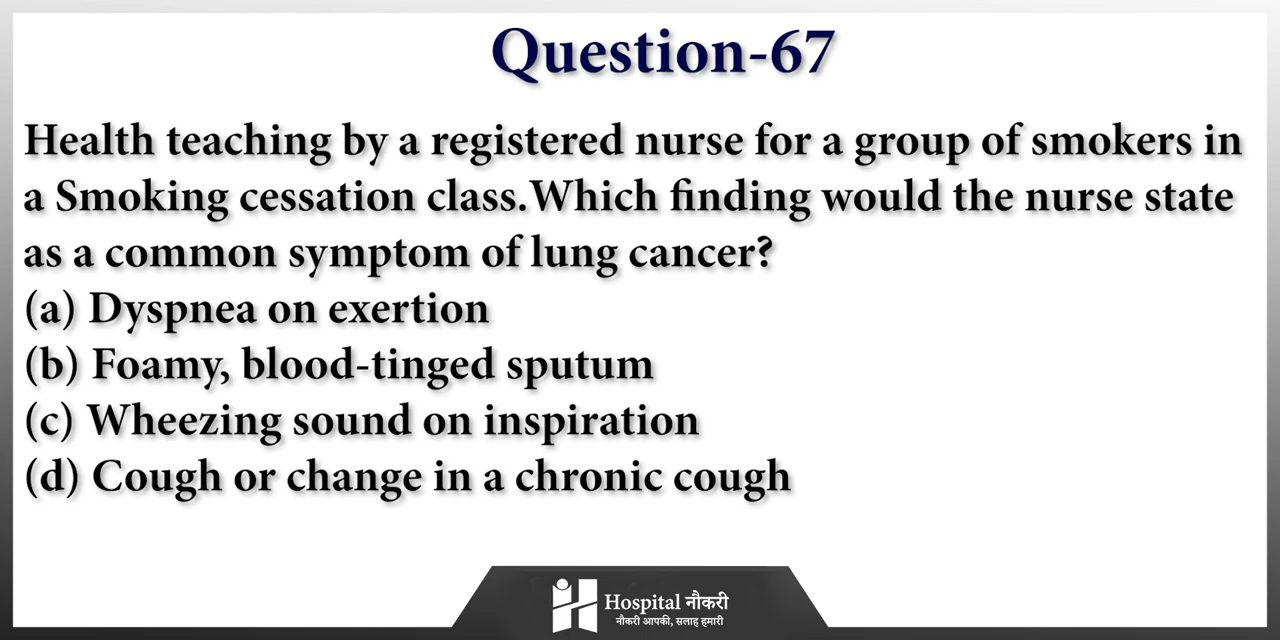 Question-67
Health teaching by a registered nurse for a group of smokers in
a Smoking cessation class.Which finding would the nurse state
as a common symptom of lung cancer?
(a) Dyspnea on exertion
(b) Foamy, blood-tinged sputum
(c) Wheezing sound on inspiration
(d) Cough or change in a chronic cough
Hospital नौकरी
नौकरी आपकी, सलाह हमारी